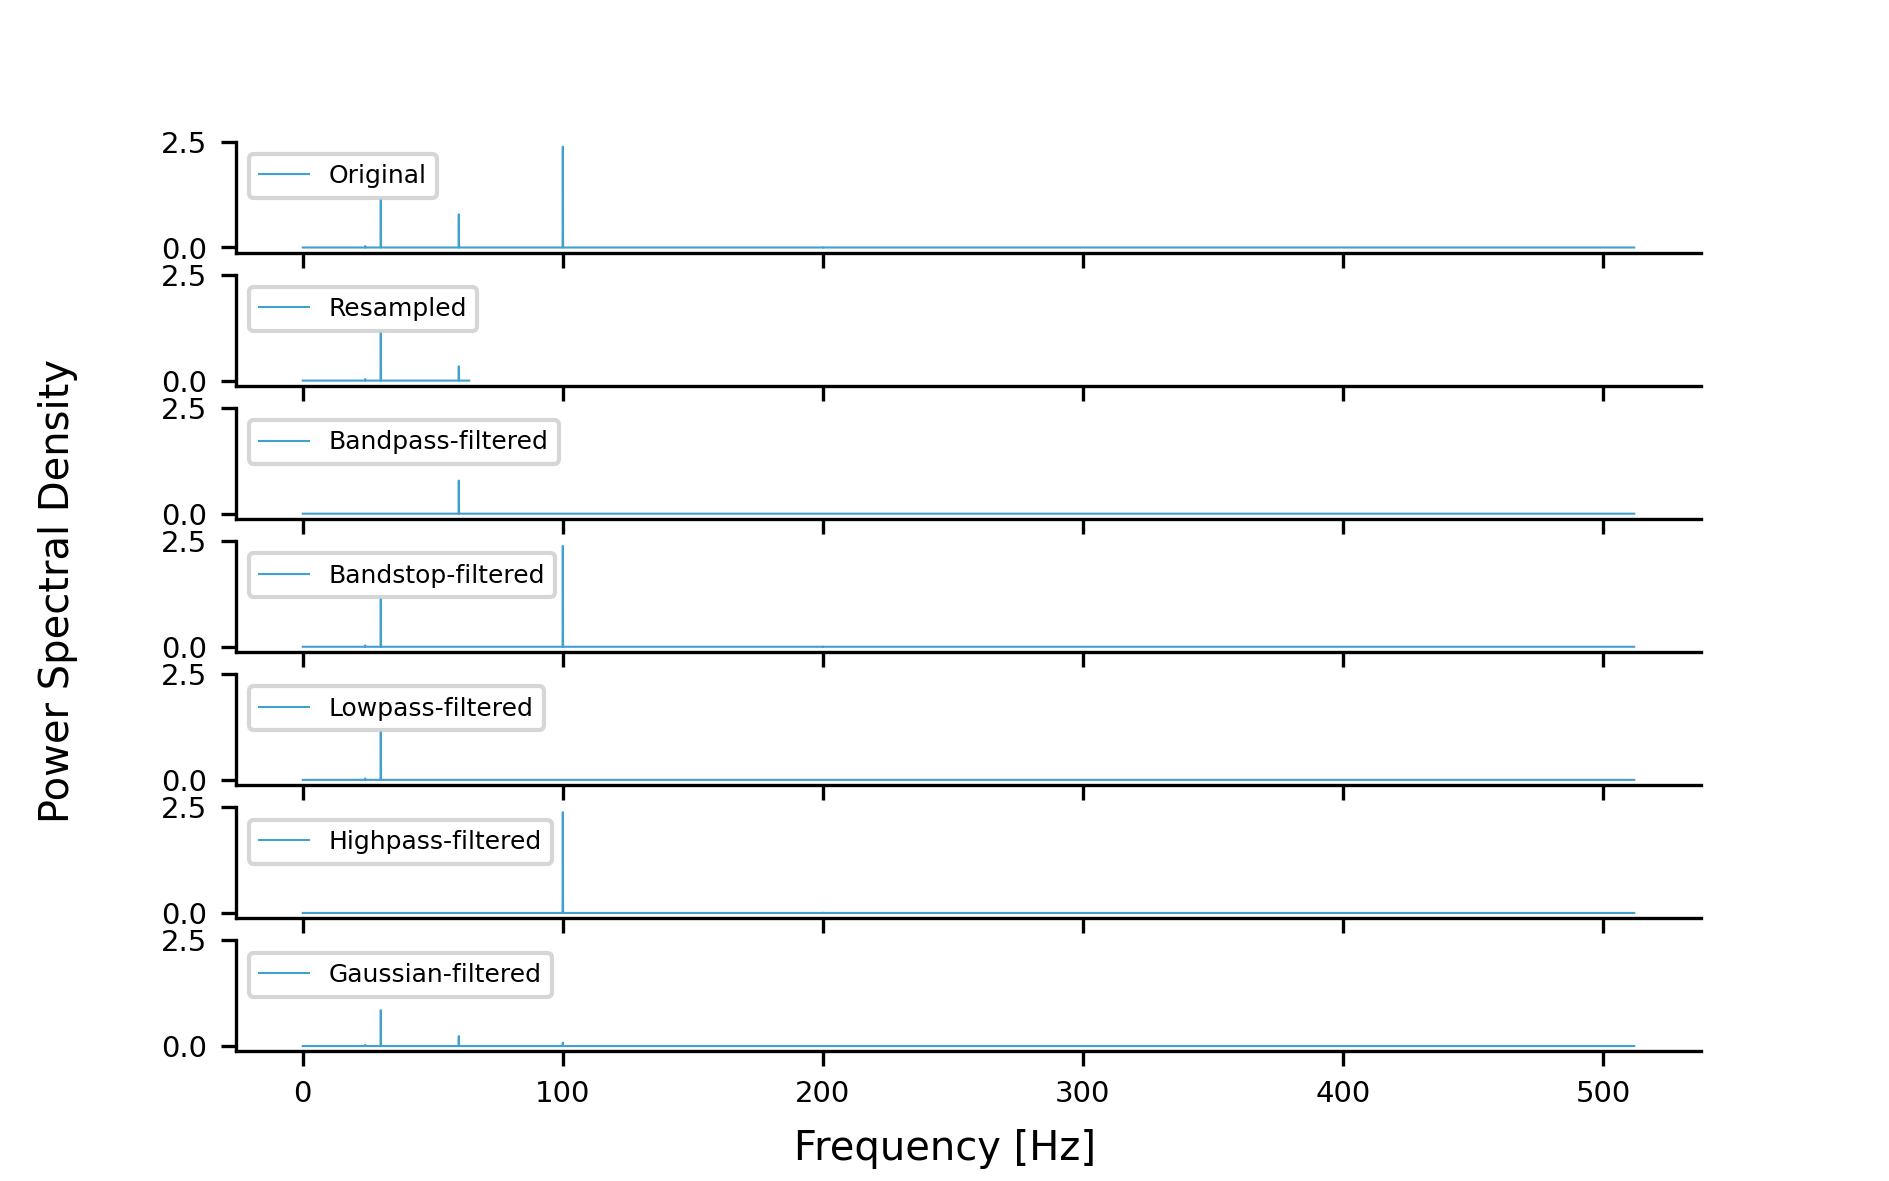 2.5
Original
0.0
2.5
Resampled
0.0
2.5
Bandpass-filtered
0.0
2.5
Bandstop-filtered
0.0
2.5
Lowpass-filtered
0.0
2.5
Highpass-filtered
0.0
2.5
Gaussian-filtered
0.0
0 100 200 300 400 500
Frequency [Hz]
Power Spectral Density